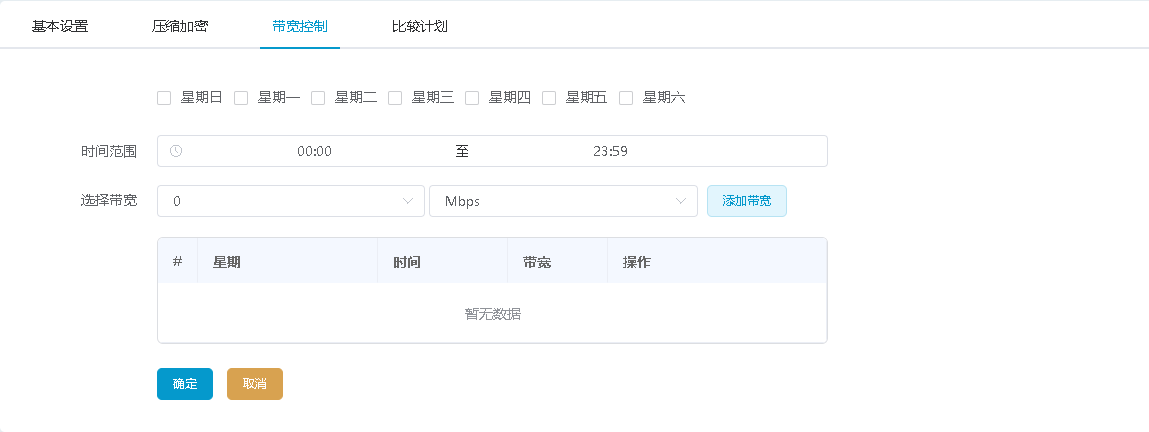 基本设置 压缩加密 带宽控制 比较计划
星期日 星期一 星期二 星期三 星期四 星期五 星期六
时间范围 00:00 至 23:59
选择带宽 0 Mbps 添加带宽
# 星期 时间 带宽 操作
暂无数据
确定 取消